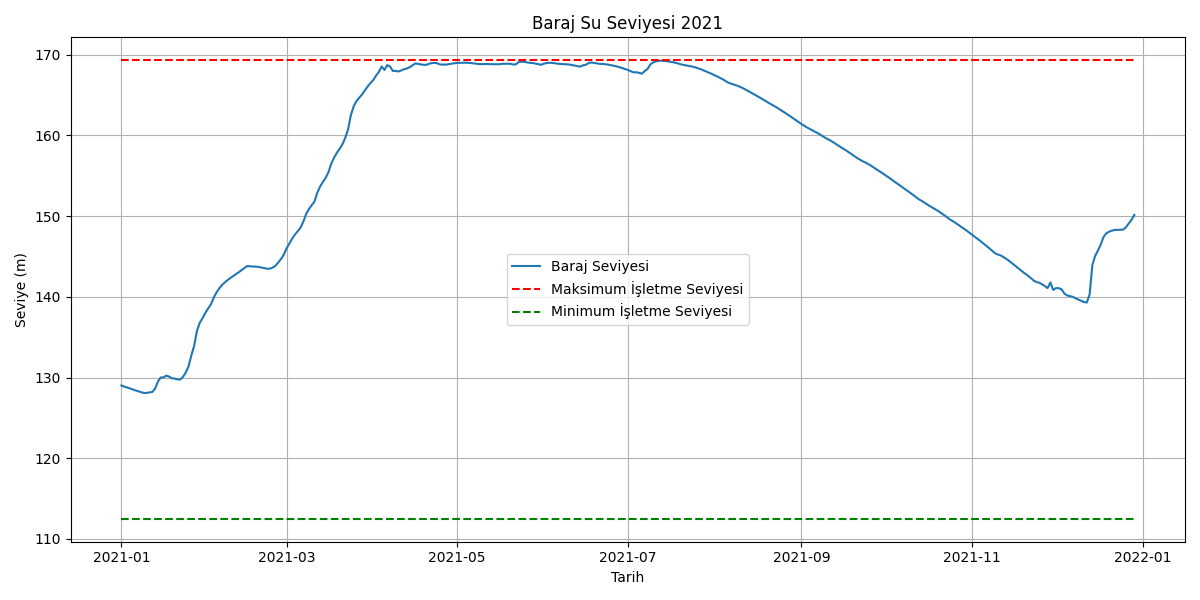 Baraj Su Seviyesi 2021
Seviye (m)
170
160
150
140
130
120
110
Baraj Seviyesi
Maksimum İşletme Seviyesi
Minimum İşletme Seviyesi
2021-01
2021-03
2021-05
2021-07
2021-09
2021-11
2022-01
Tarih